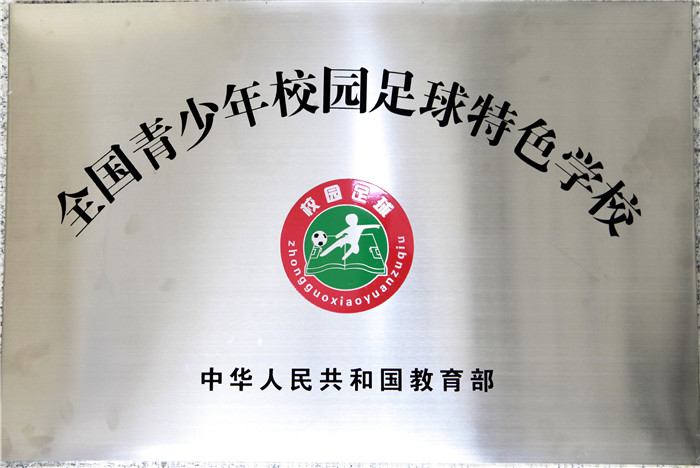 全国青少年校园足球特色学校
校园足球
zhongguoxiaoyuanzuqiu
中华人民共和国教育部